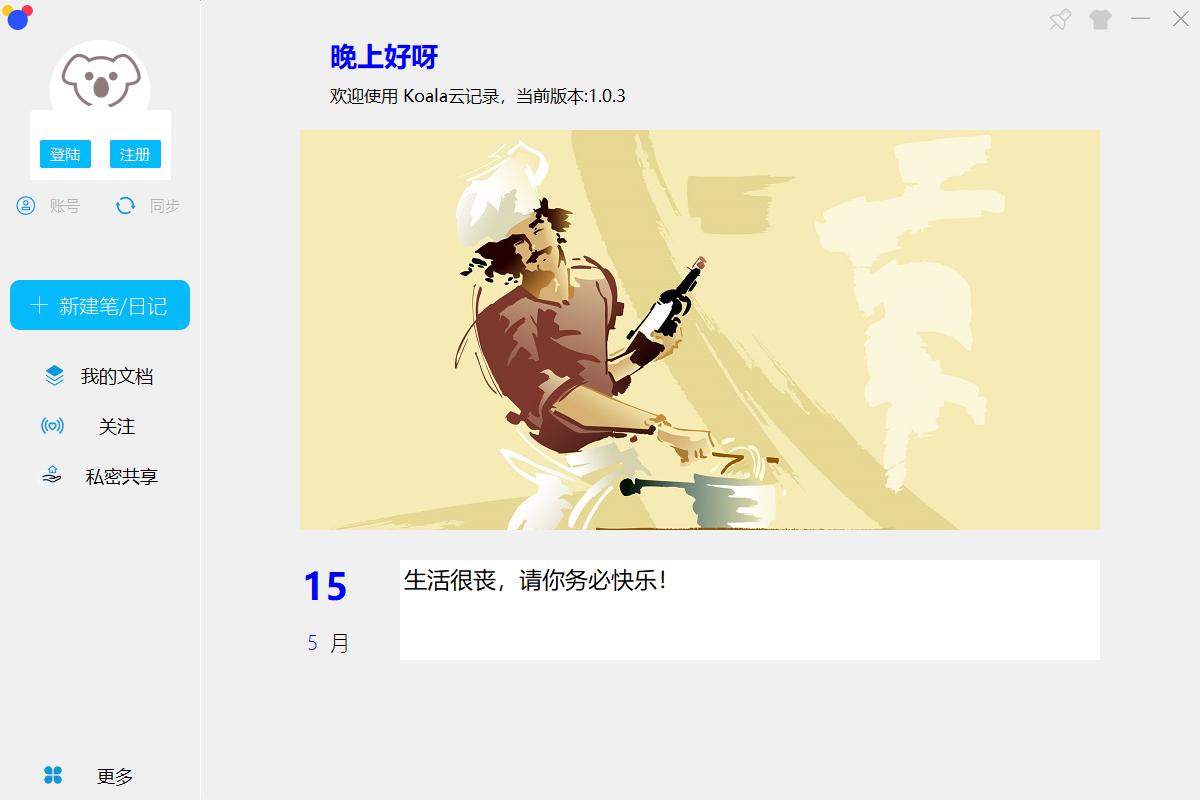 晚上好呀
欢迎使用 Koala云记录，当前版本:1.0.3
登陆 注册
账号 同步
新建笔/日记
我的文档
关注
私密共享
15
5 月
生活很丧，请你务必快乐！
更多